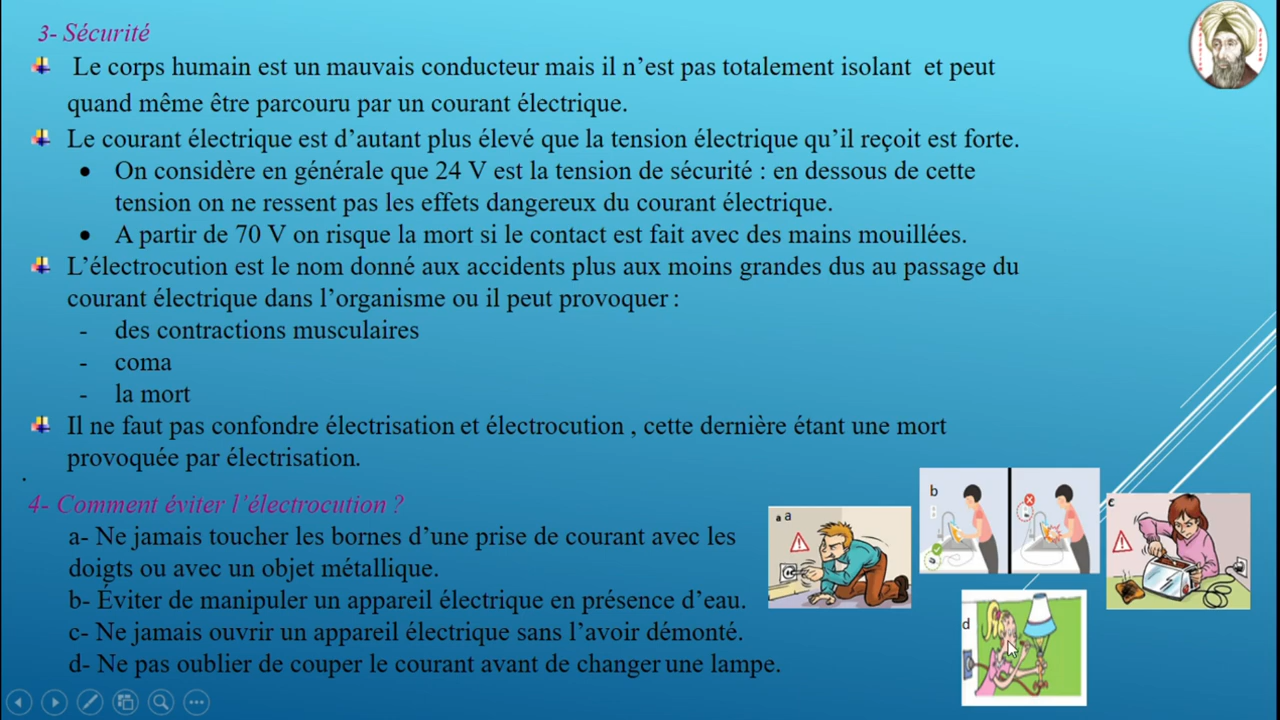 3- Sécurité
Le corps humain est un mauvais conducteur mais il n’est pas totalement isolant et peut
quand même être parcouru par un courant électrique.
Le courant électrique est d’autant plus élevé que la tension électrique qu’il reçoit est forte.
• On considère en générale que 24 V est la tension de sécurité : en dessous de cette
tension on ne ressent pas les effets dangereux du courant électrique.
• A partir de 70 V on risque la mort si le contact est fait avec des mains mouillées.
L’électrocution est le nom donné aux accidents plus aux moins grandes dus au passage du
courant électrique dans l’organisme ou il peut provoquer :
- des contractions musculaires
- coma
- la mort
Il ne faut pas confondre électrisation et électrocution , cette dernière étant une mort
provoquée par électrisation.
.
4- Comment éviter l’électrocution ?
a- Ne jamais toucher les bornes d’une prise de courant avec les
doigts ou avec un objet métallique.
b- Éviter de manipuler un appareil électrique en présence d’eau.
c- Ne jamais ouvrir un appareil électrique sans l’avoir démonté.
d- Ne pas oublier de couper le courant avant de changer une lampe.
a a
b
c
d